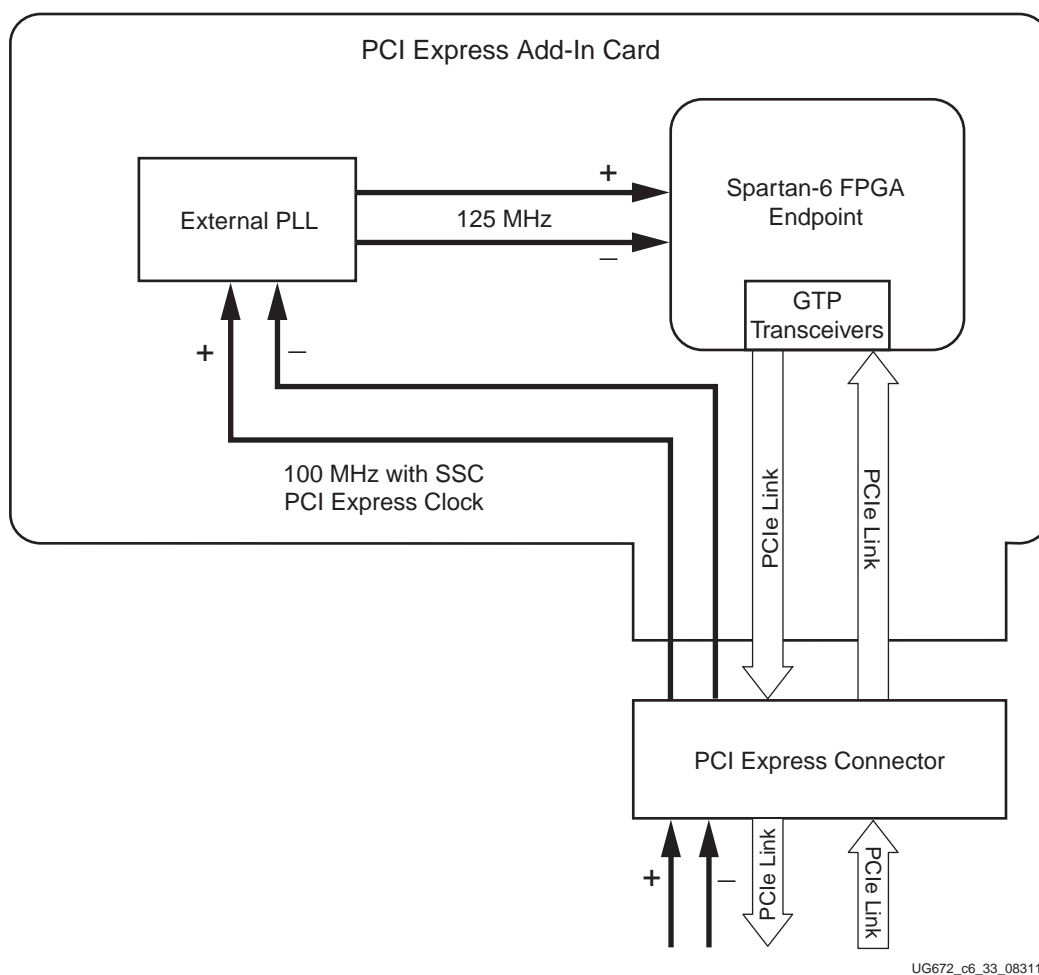 PCI Express Add-In Card
External PLL
+
125 MHz
–
Spartan-6 FPGA
Endpoint
GTP
Transceivers
+
–
100 MHz with SSC
PCI Express Clock
PCIe Link
PCIe Link
PCI Express Connector
+
–
PCIe Link
PCIe Link
UG672_c6_33_08311